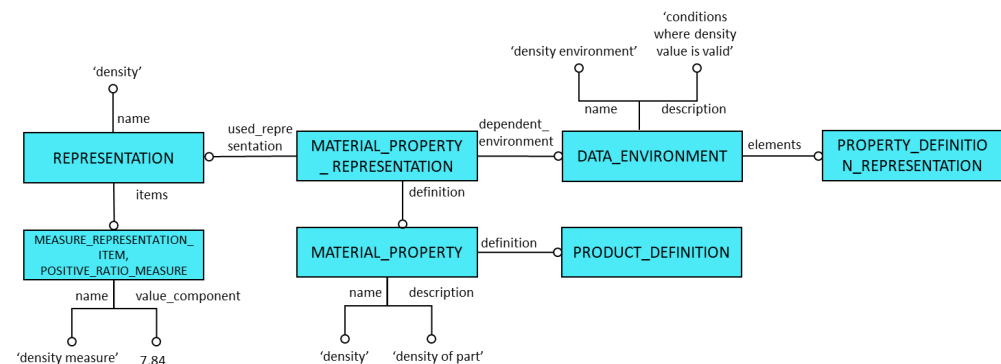 ‘conditions
where density
value is valid’
‘density environment’
‘density’
name
name
description
used_repre
sentation
dependent_
environment
REPRESENTATION
MATERIAL_PROPERTY
_ REPRESENTATION
DATA_ENVIRONMENT
elements
PROPERTY_DEFINITIO
N_REPRESENTATION
items
definition
MEASURE_REPRESENTATION_
ITEM,
POSITIVE_RATIO_MEASURE
MATERIAL_PROPERTY
definition
PRODUCT_DEFINITION
name
value_component
name
description
‘density measure’
7.84
‘density’
‘density of part’